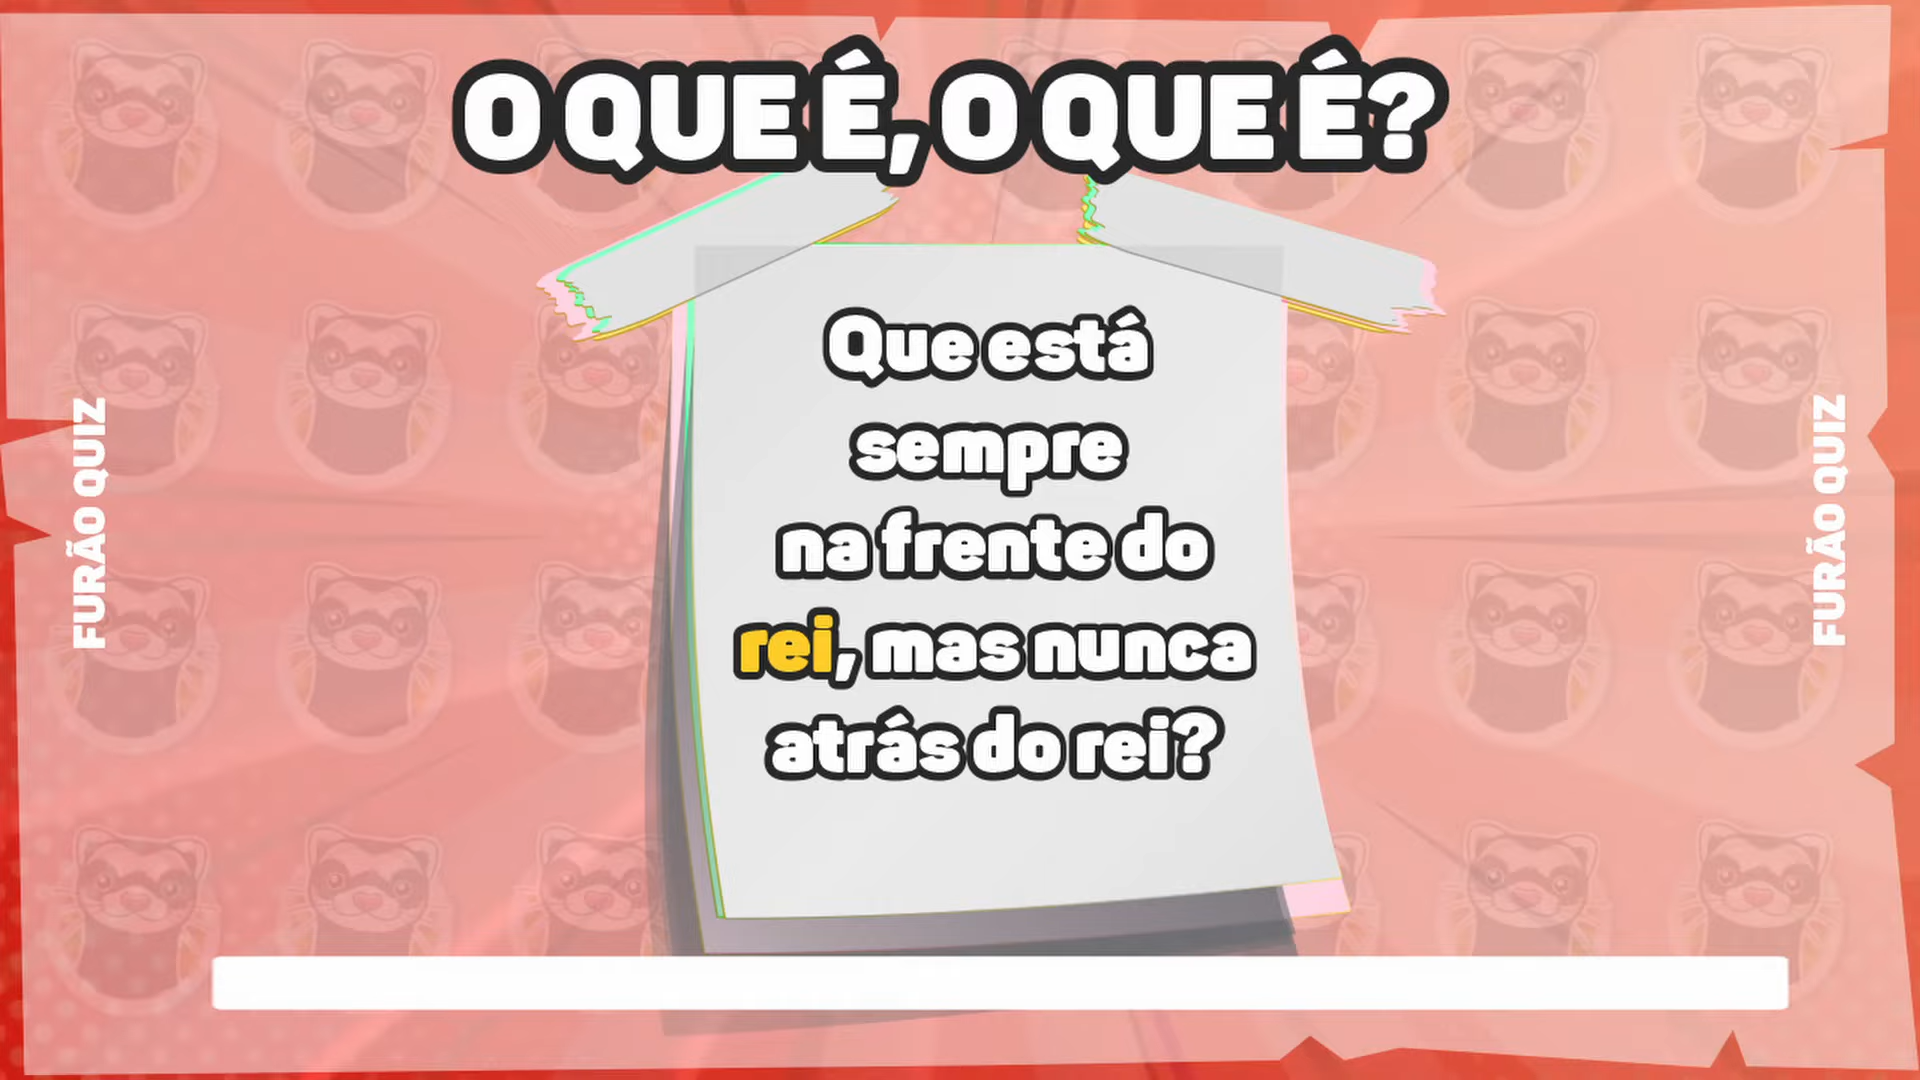 O QUE É, O QUE É?
Que está
sempre
na frente do
rei, mas nunca
atrás do rei?
FURÃO QUIZ
FURÃO QUIZ